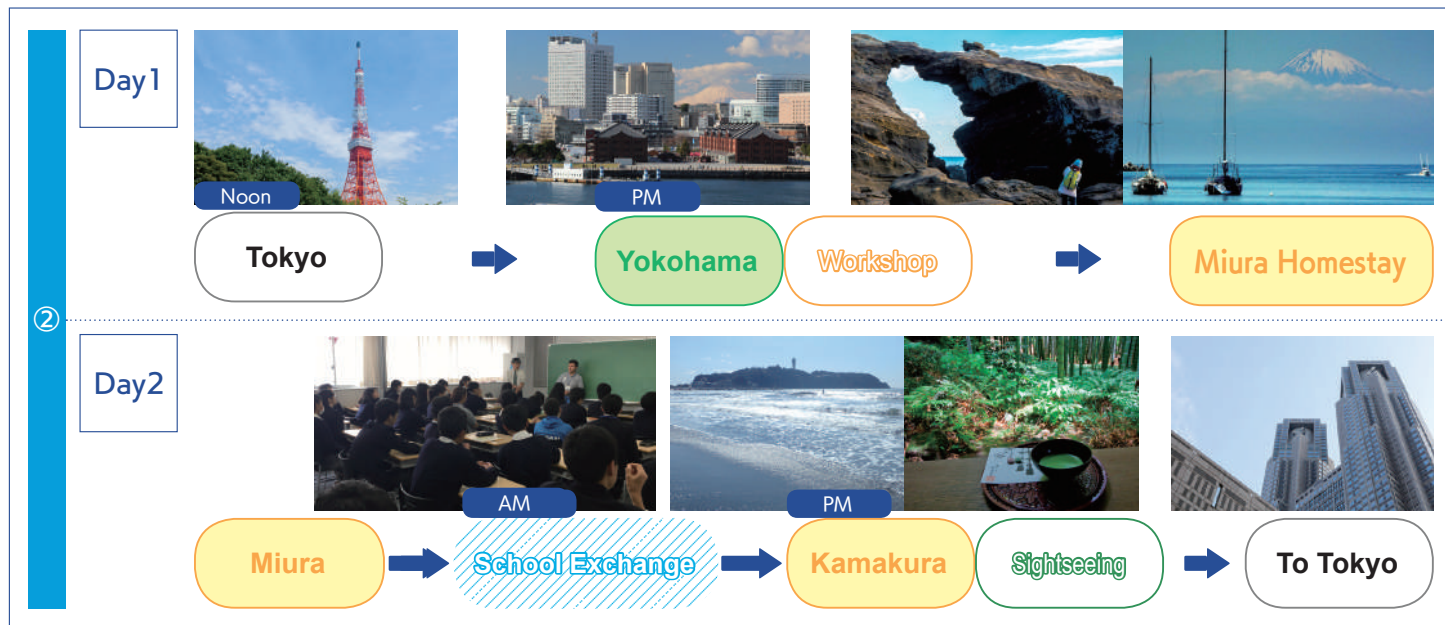 ②
Day1
Noon
Tokyo
PM
Yokohama
Workshop
Miura Homestay
Day2
Miura
AM
School Exchange
PM
Kamakura
Sightseeing
To Tokyo